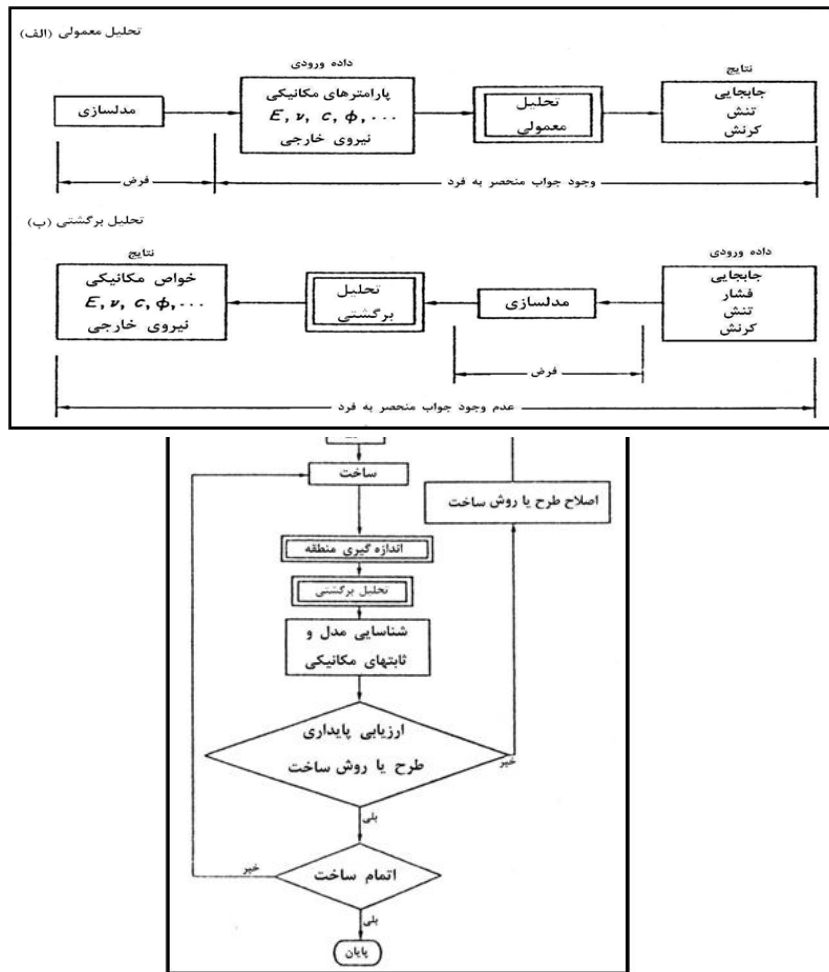 تحلیل معمولی (الف)
داده ورودی
نتایج
مدلسازی
پارامترهای مکانیکی
E, ν, c, ϕ, ...
نیروی خارجی
تحلیل
معمولی
جابجایی
تنش
کرنش
فرض
وجود جواب منحصر به فرد
تحلیل برگشتی (ب)
داده ورودی
نتایج
جابجایی
فشار
تنش
کرنش
مدلسازی
تحلیل
برگشتی
خواص مکانیکی
E, ν, c, ϕ, ...
نیروی خارجی
فرض
عدم وجود جواب منحصر به فرد
ساخت
اصلاح طرح یا روش ساخت
اندازه گیری منطقه
تحلیل برگشتی
شناسایی مدل و
ثابتهای مکانیکی
ارزیابی پایداری
طرح یا روش ساخت
خیر
بلی
اتمام ساخت
خیر
بلی
پایان